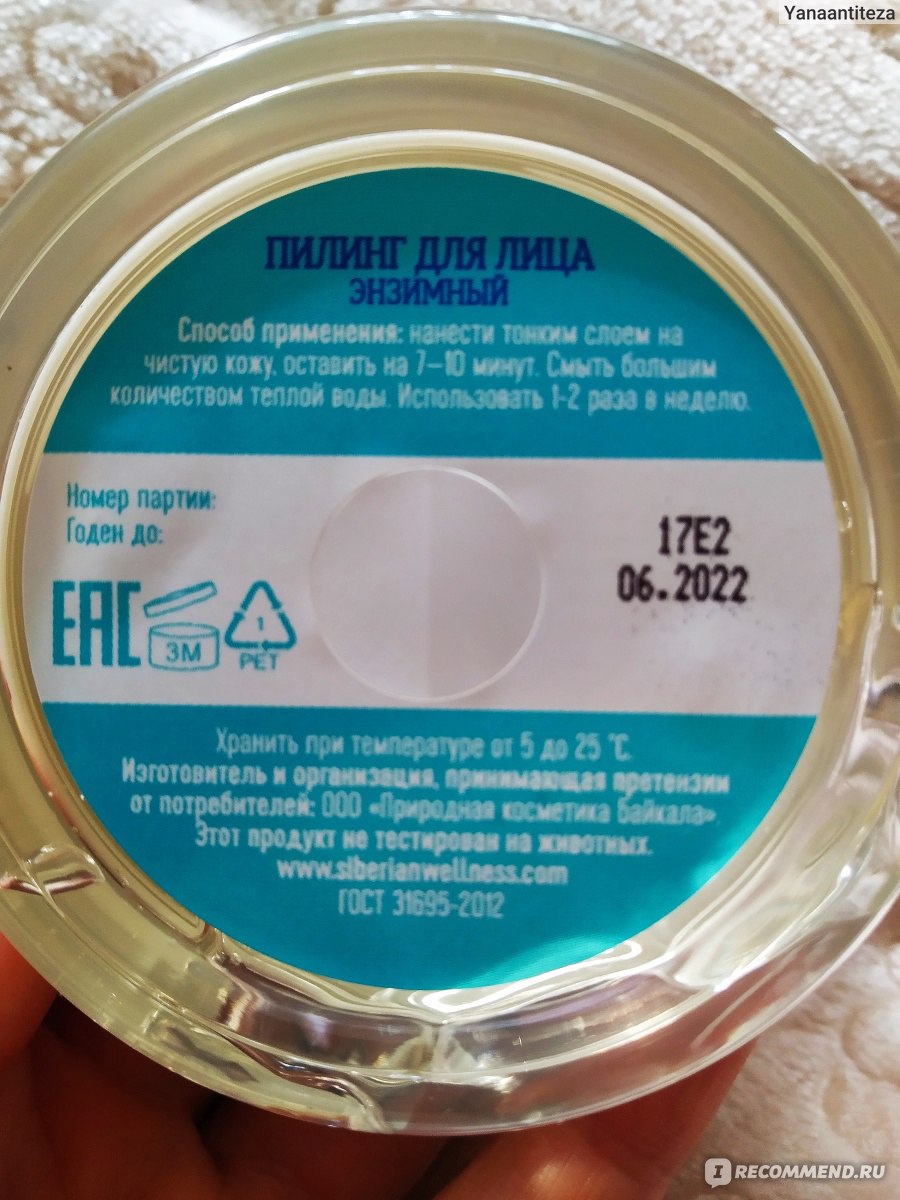 Yanaantiteza
ПИЛИНГ ДЛЯ ЛИЦА
ЭНЗИМНЫЙ
Способ применения: нанести тонким слоем на
чистую кожу, оставить на 7–10 минут. Смыть большим
количеством теплой воды. Использовать 1-2 раза в неделю.
Номер партии:
Годен до:
17E2
06.2022
EAC
3M
1
PET
Хранить при температуре от 5 до 25 °C.
Изготовитель и организация, принимающая претензии
от потребителей: ООО «Природная косметика Байкала».
Этот продукт не тестирован на животных.
www.siberianwellness.com
ГОСТ 31695-2012
IRECOMMEND.RU